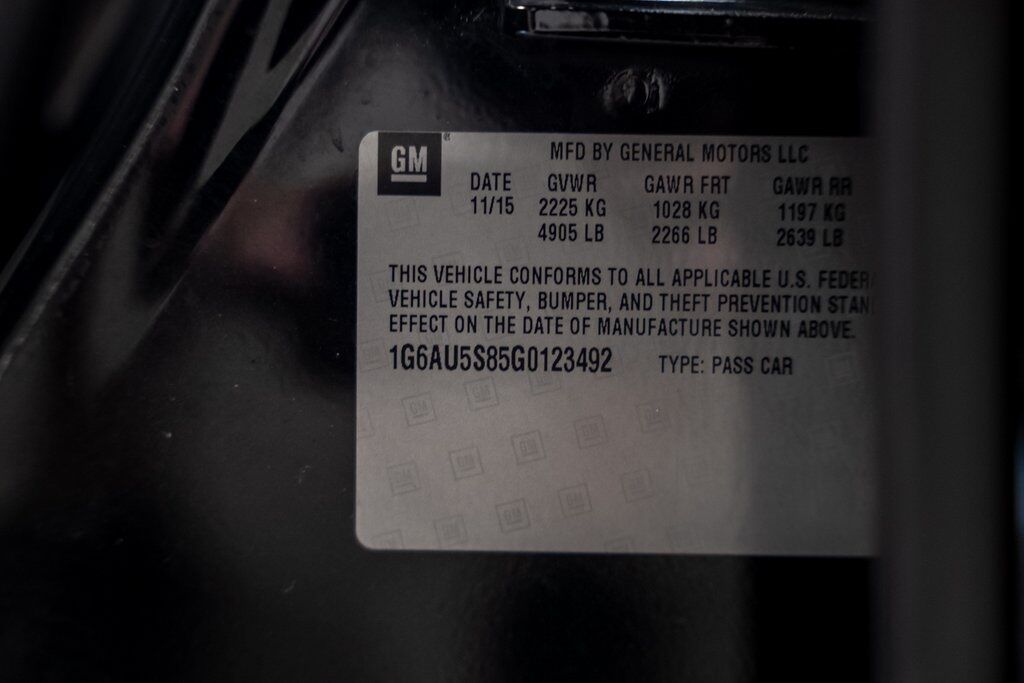 GM® MFD BY GENERAL MOTORS LLC
DATE GVWR GAWR FRT GAWR RR
11/15 2225 KG 1028 KG 1197 KG
4905 LB 2266 LB 2639 LB
THIS VEHICLE CONFORMS TO ALL APPLICABLE U.S. FEDERA
VEHICLE SAFETY, BUMPER, AND THEFT PREVENTION STAN
EFFECT ON THE DATE OF MANUFACTURE SHOWN ABOVE.
1G6AU5S85G0123492 TYPE: PASS CAR